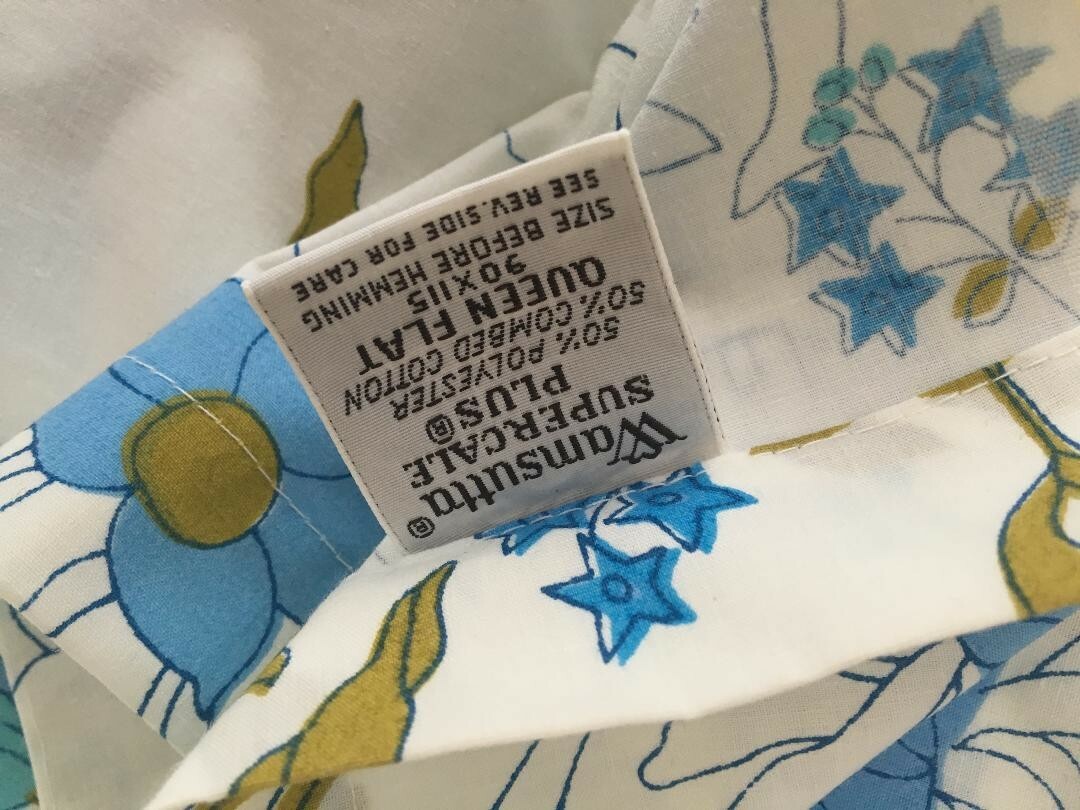 Wamsutta®
SUPERCALE
PLUS®
50% POLYESTER
50% COMBED COTTON
QUEEN FLAT
90 X 115
SIZE BEFORE HEMMING
SEE REV. SIDE FOR CARE